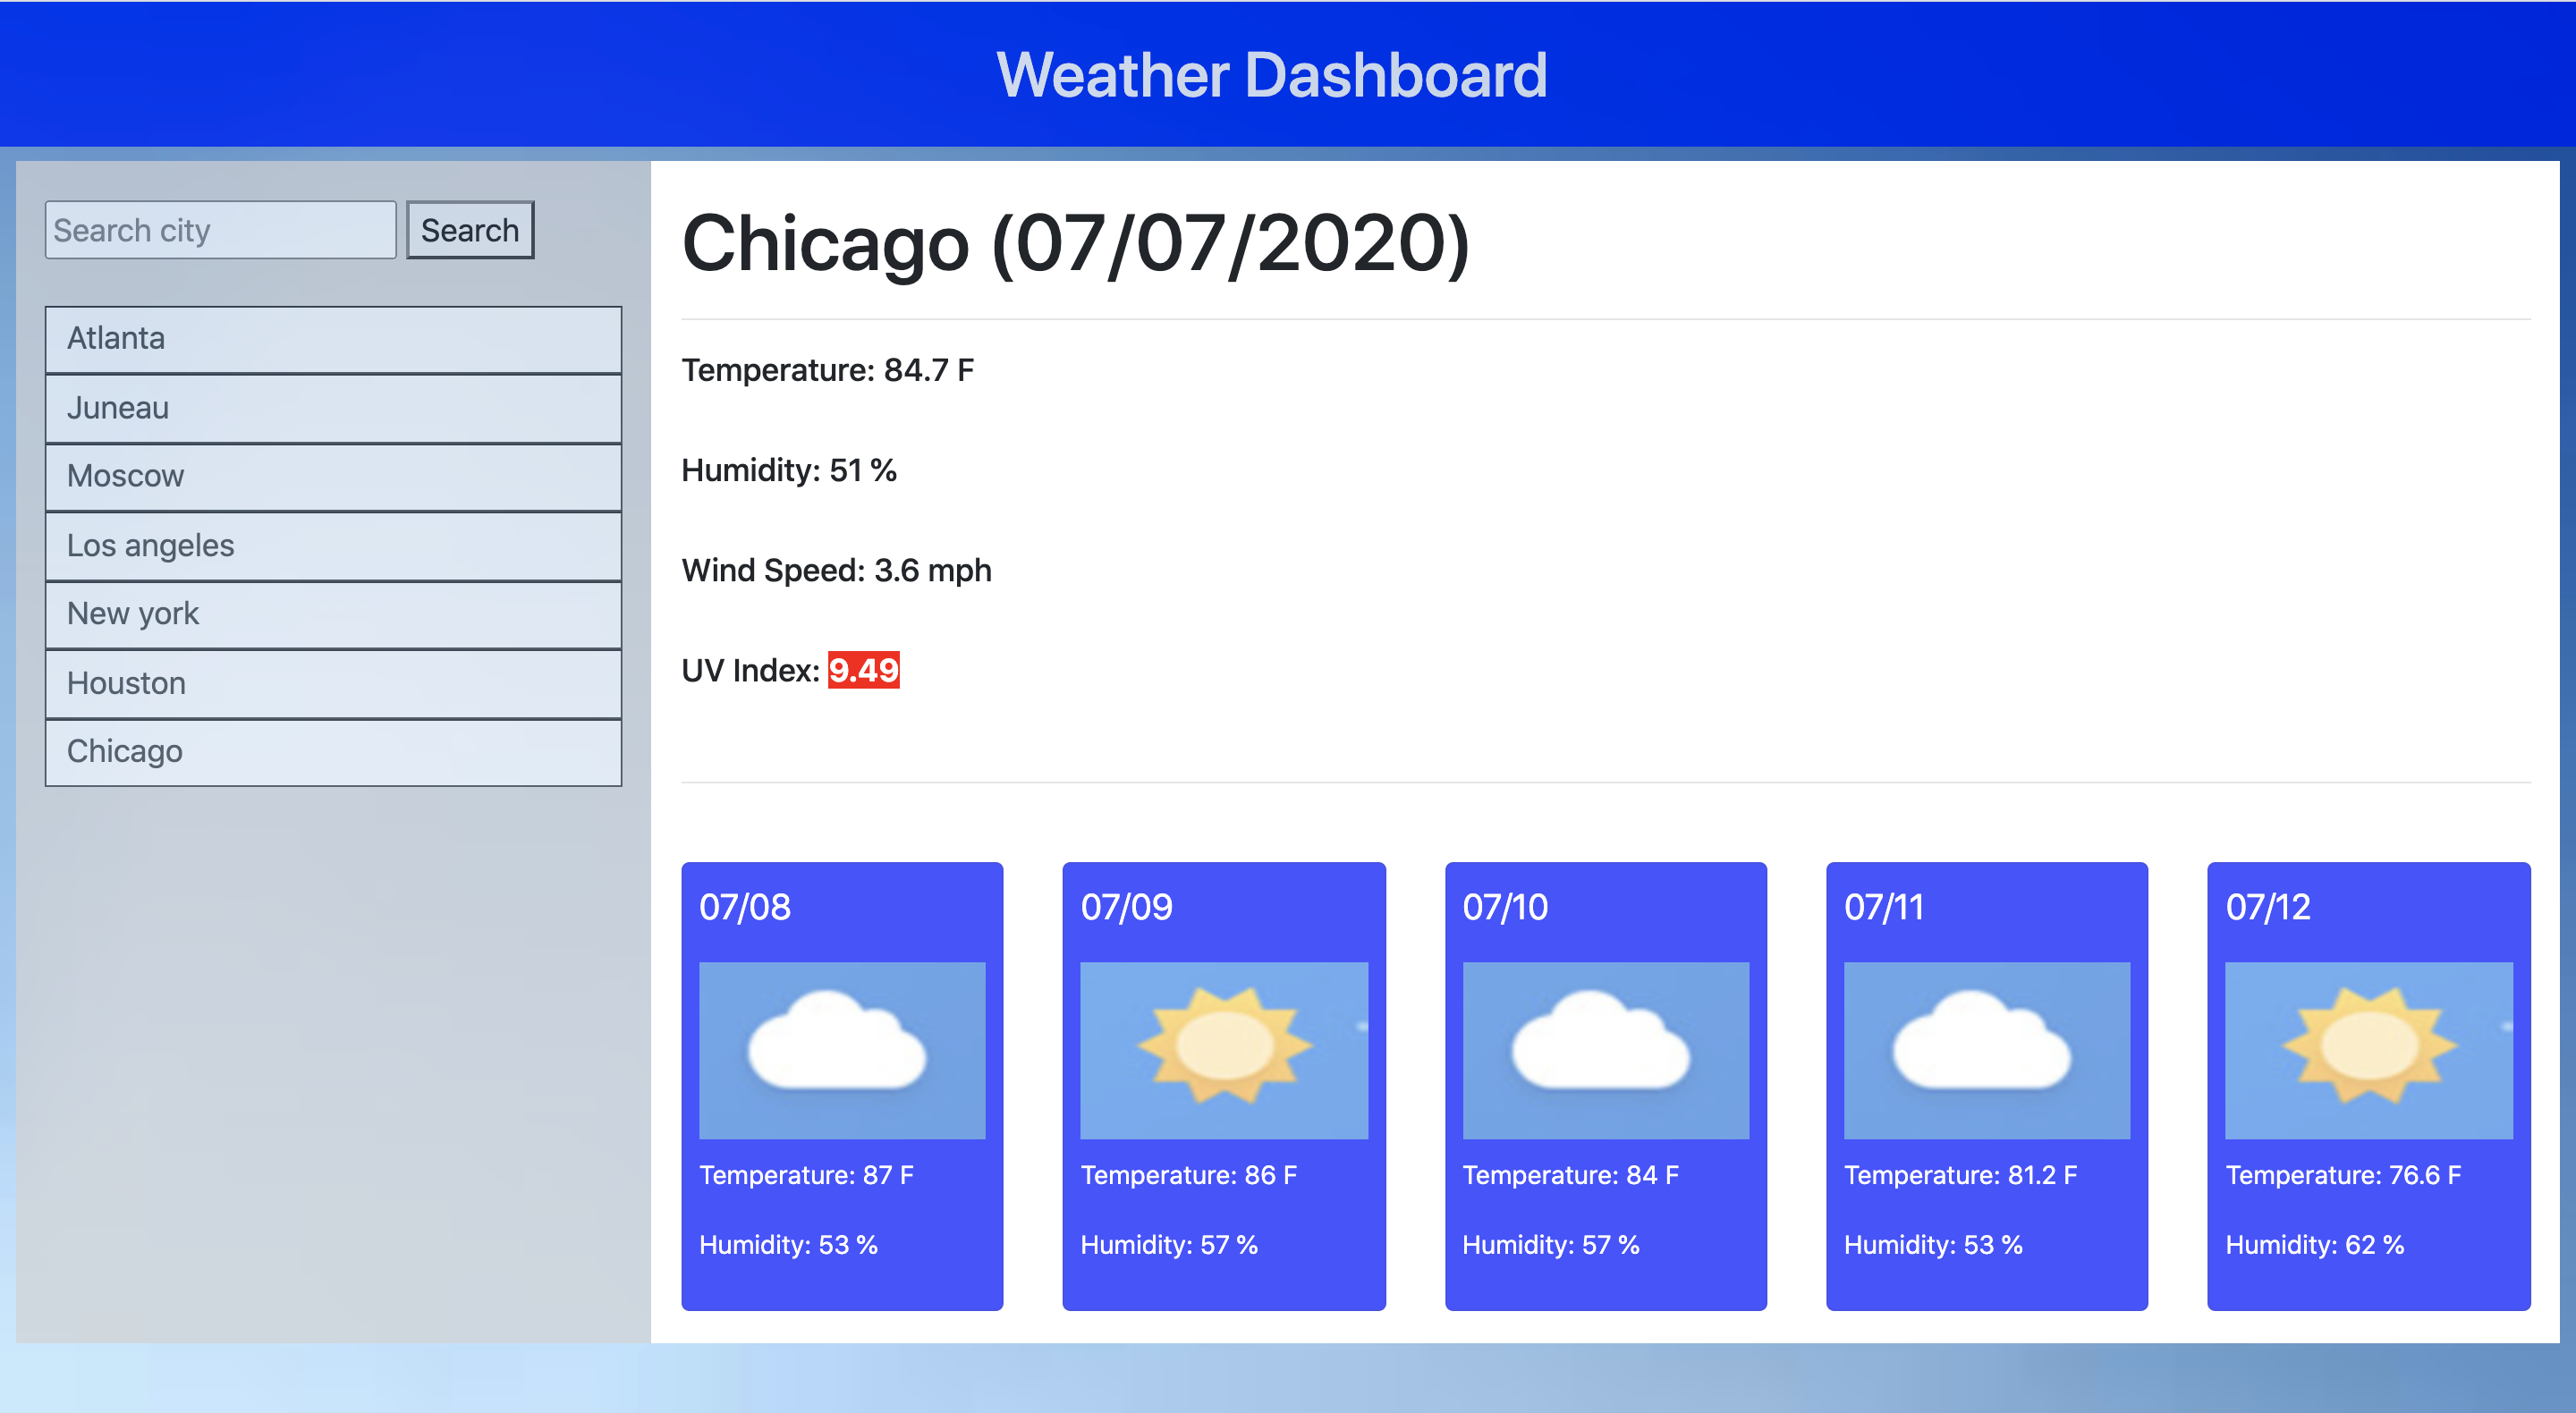 Weather Dashboard
Search city
Search
Atlanta
Juneau
Moscow
Los angeles
New york
Houston
Chicago
Chicago (07/07/2020)
Temperature: 84.7 F
Humidity: 51 %
Wind Speed: 3.6 mph
UV Index: 9.49
07/08
Temperature: 87 F
Humidity: 53 %
07/09
Temperature: 86 F
Humidity: 57 %
07/10
Temperature: 84 F
Humidity: 57 %
07/11
Temperature: 81.2 F
Humidity: 53 %
07/12
Temperature: 76.6 F
Humidity: 62 %